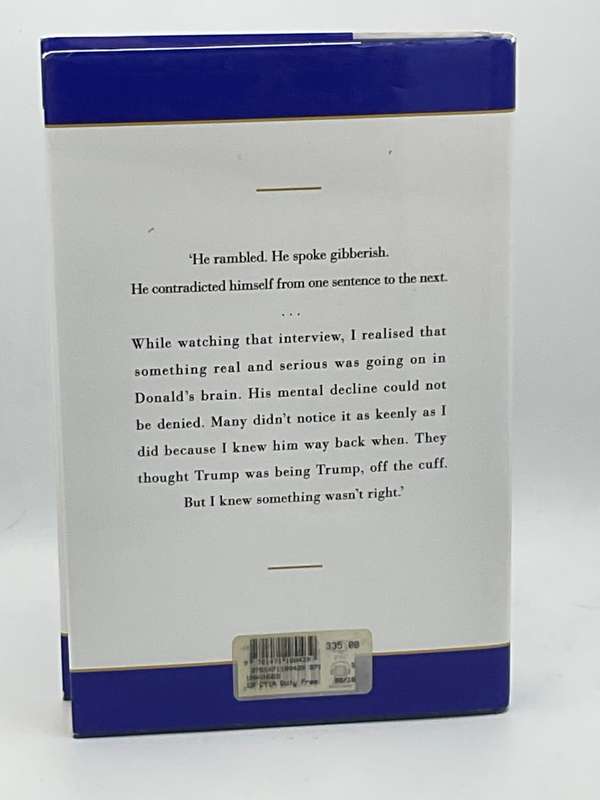 ‘He rambled. He spoke gibberish.
He contradicted himself from one sentence to the next.
...
While watching that interview, I realised that
something real and serious was going on in
Donald’s brain. His mental decline could not
be denied. Many didn’t notice it as keenly as I
did because I knew him way back when. They
thought Trump was being Trump, off the cuff.
But I knew something wasn’t right.’
335.00
Duty Free